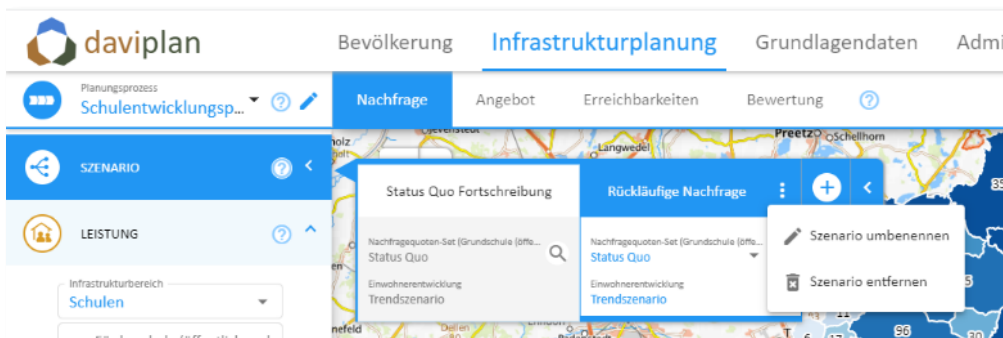 daviplan
Bevölkerung Infrastrukturplanung Grundlagendaten Admi
Planungsprozess
Schulentwicklungsp...
Nachfrage Angebot Erreichbarkeiten Bewertung
SZENARIO
LEISTUNG
Infrastrukturbereich
Schulen
Langwedel
Preetz
Schellhorn
Status Quo Fortschreibung
Nachfragequoten-Set (Grundschule (öffe...
Status Quo
Einwohnerentwicklung
Trendszenario
Rückläufige Nachfrage
Nachfragequoten-Set (Grundschule (öffe...
Status Quo
Einwohnerentwicklung
Trendszenario
Szenario umbenennen
Szenario entfernen
96